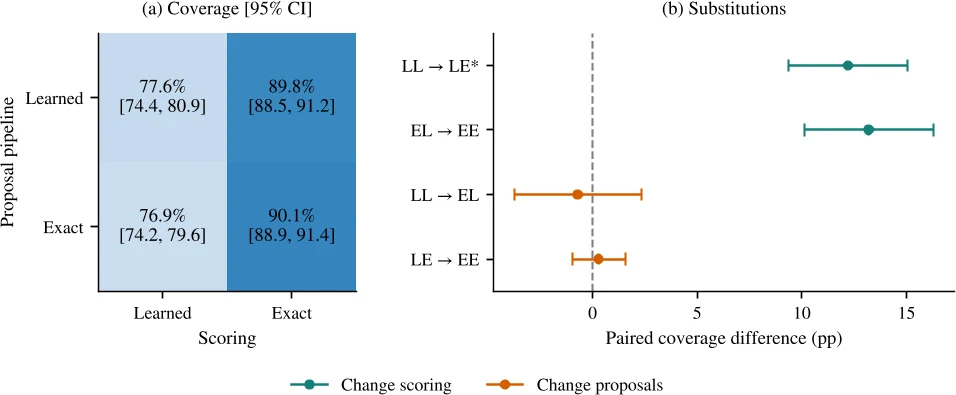 (a) Coverage [95% CI]
Proposal pipeline
Learned
77.6%
[74.4, 80.9]
89.8%
[88.5, 91.2]
Exact
76.9%
[74.2, 79.6]
90.1%
[88.9, 91.4]
Learned
Exact
Scoring
(b) Substitutions
LL → LE*
EL → EE
LL → EL
LE → EE
0
5
10
15
Paired coverage difference (pp)
Change scoring
Change proposals